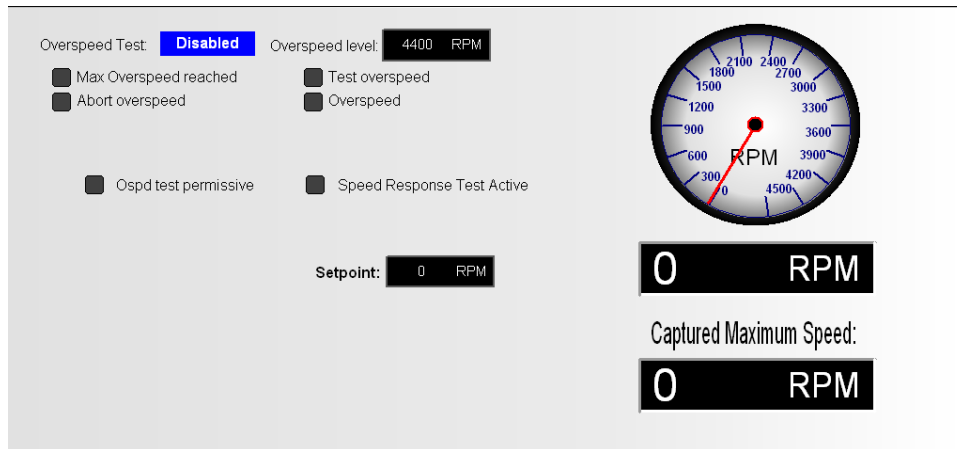 Overspeed Test: Disabled Overspeed level: 4400 RPM
Max Overspeed reached Test overspeed
Abort overspeed Overspeed
Ospd test permissive Speed Response Test Active
Setpoint: 0 RPM
0
300
600
900
1200
1500
1800
2100
2400
2700
3000
3300
3600
3900
4200
4500
RPM
0 RPM
Captured Maximum Speed:
0 RPM